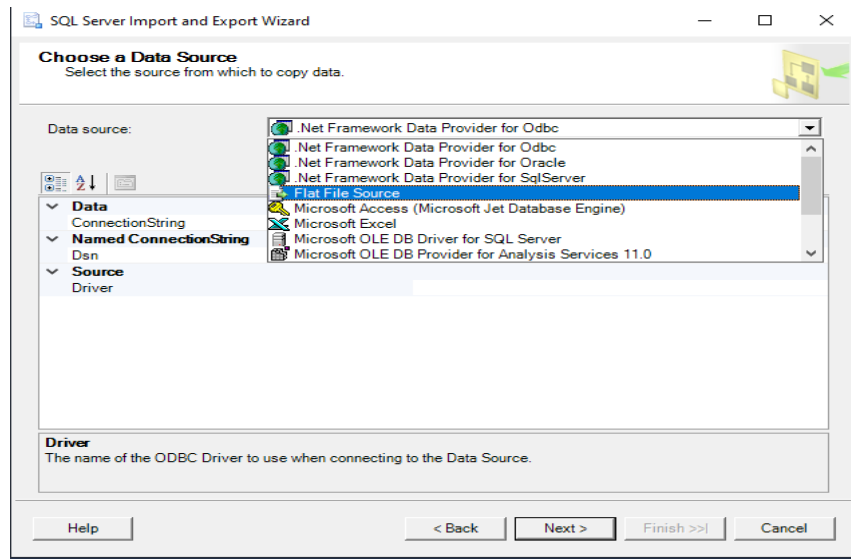 SQL Server Import and Export Wizard
Choose a Data Source
Select the source from which to copy data.
Data source:
.Net Framework Data Provider for Odbc
.Net Framework Data Provider for Odbc
.Net Framework Data Provider for Oracle
.Net Framework Data Provider for SqlServer
Flat File Source
Microsoft Access (Microsoft Jet Database Engine)
Microsoft Excel
Microsoft OLE DB Driver for SQL Server
Microsoft OLE DB Provider for Analysis Services 11.0
Data
ConnectionString
Named ConnectionString
Dsn
Source
Driver
Driver
The name of the ODBC Driver to use when connecting to the Data Source.
Help
< Back
Next >
Finish >>|
Cancel